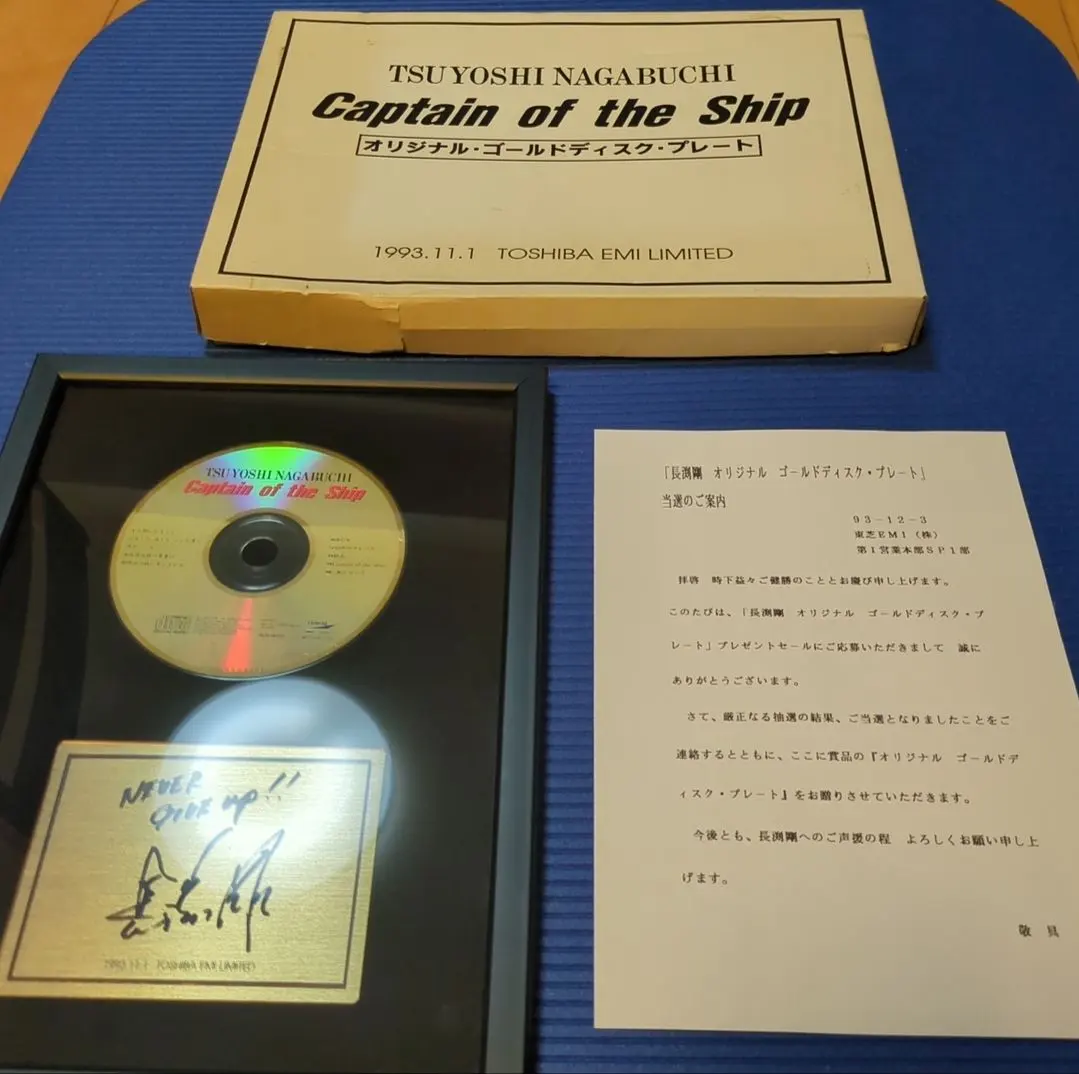 TSUYOSHI NAGABUCHI
Captain of the Ship
オリジナル・ゴールドディスク・プレート
1993.11.1 TOSHIBA EMI LIMITED
TSUYOSHI NAGABUCHI
Captain of the Ship
NEVER
GIVE UP!!
1993.11.1 TOSHIBA EMI LIMITED
「長渕剛 オリジナル ゴールドディスク・プレート」
当選のご案内
93-12-3
東芝EMI(株)
第1営業本部SP1部
拝啓 時下益々ご健勝のこととお慶び申し上げます。
このたびは、「長渕剛 オリジナル ゴールドディスク・プ
レート」プレゼントセールにご応募いただきまして 誠に
ありがとうございます。
さて、厳正なる抽選の結果、ご当選となりましたことをご
連絡するとともに、ここに賞品の『オリジナル ゴールドデ
ィスク・プレート』をお贈りさせていただきます。
今後とも、長渕剛へのご声援の程 よろしくお願い申し上
げます。
敬 具